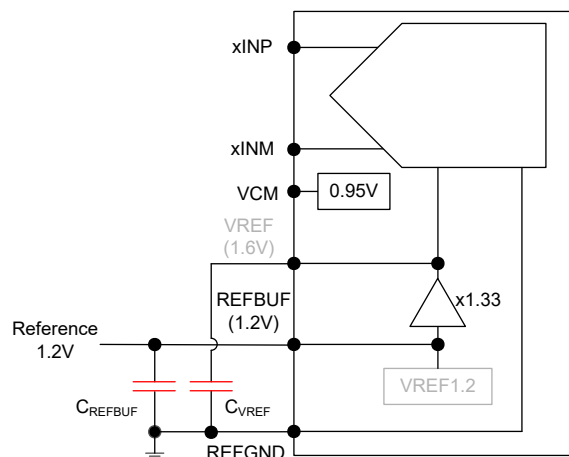 xINP
xINM
VCM
0.95V
VREF
(1.6V)
REFBUF
(1.2V)
x1.33
Reference
1.2V
VREF1.2
CREFBUF
CVREF
REFGND